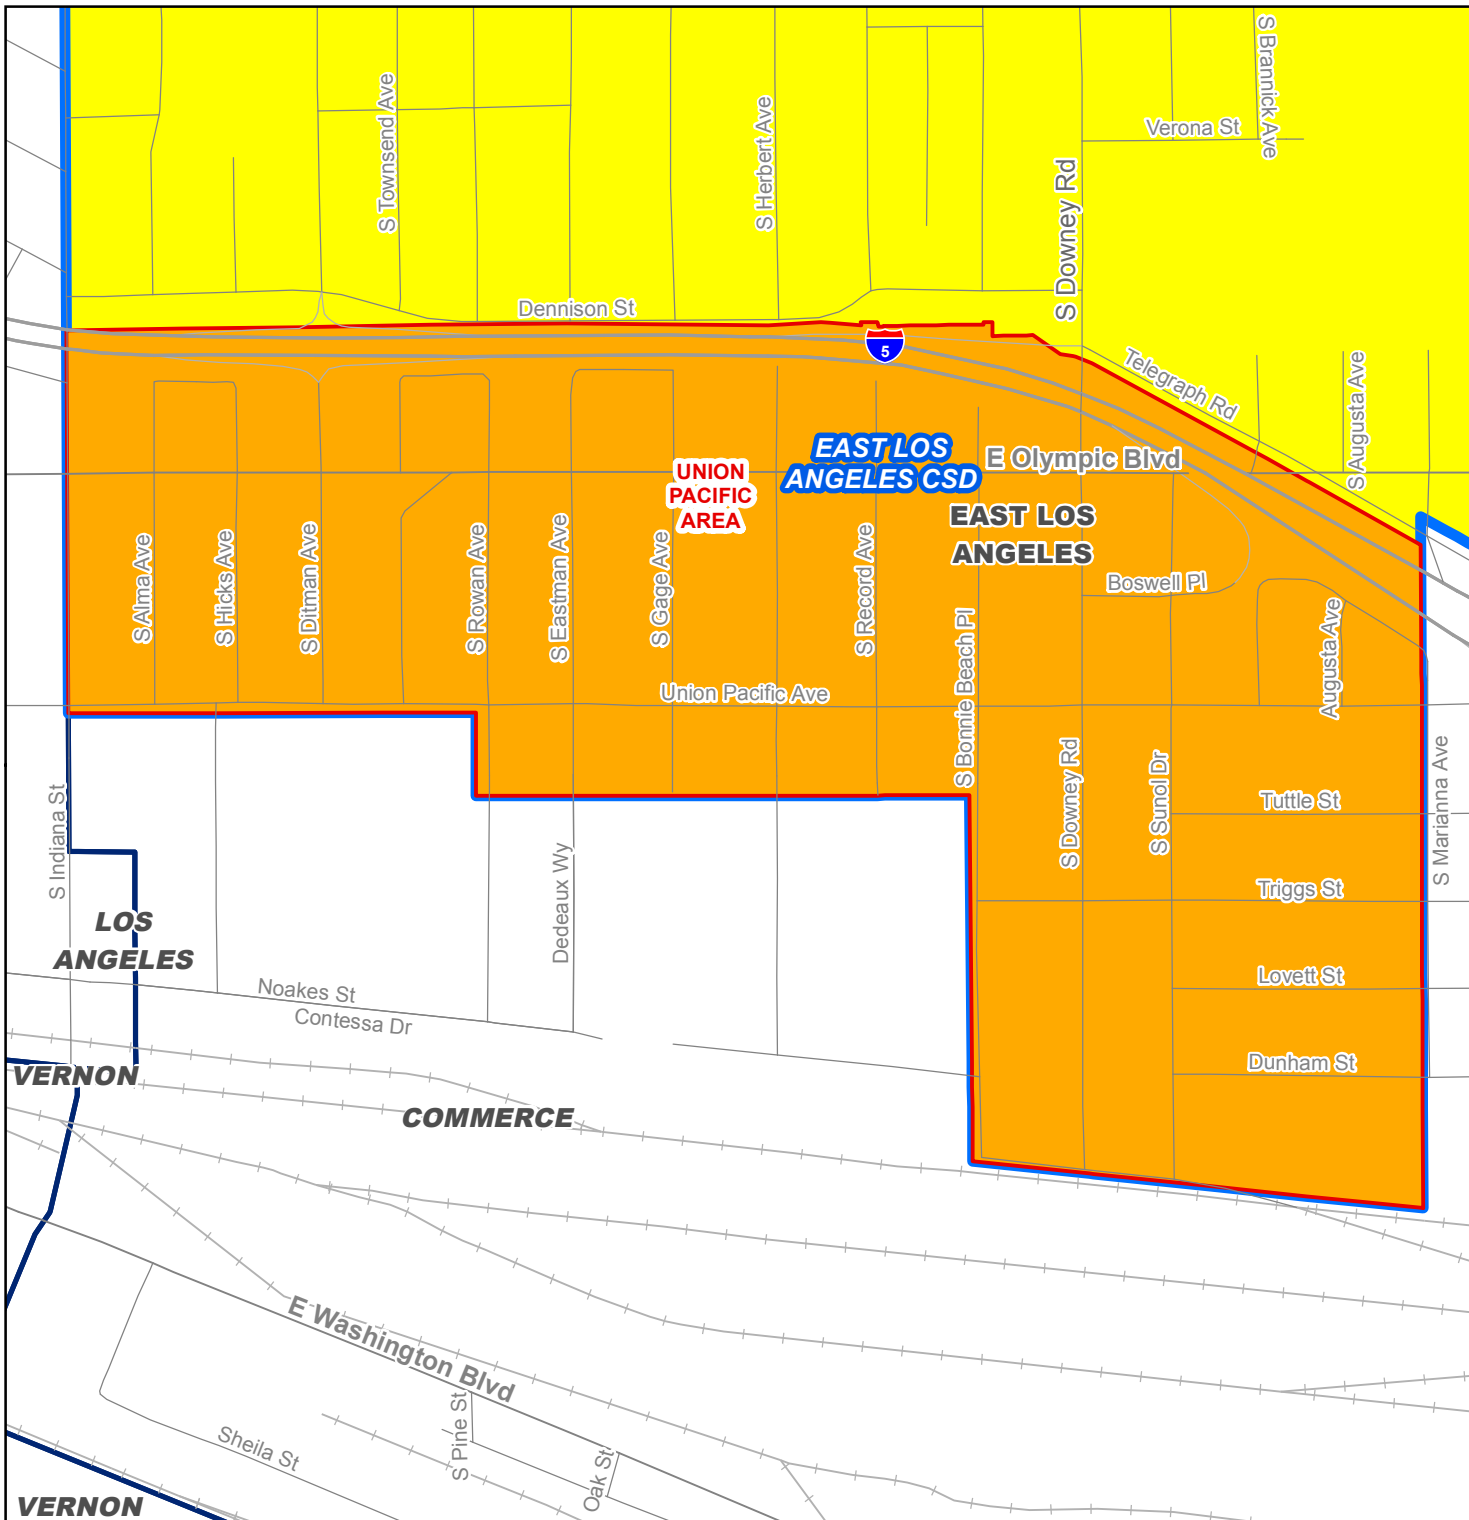 S Brannick Ave
S Townsend Ave
S Herbert Ave
Verona St
S Downey Rd
Dennison St
5
Telegraph Rd
S Augusta Ave
EAST LOS
ANGELES CSD
E Olympic Blvd
UNION
PACIFIC
AREA
EAST LOS
ANGELES
S Alma Ave
S Hicks Ave
S Ditman Ave
S Rowan Ave
S Eastman Ave
S Gage Ave
S Record Ave
Boswell Pl
S Bonnie Beach Pl
Augusta Ave
Union Pacific Ave
S Downey Rd
S Sunol Dr
S Marianna Ave
Tuttle St
S Indiana St
Dedeaux Wy
Triggs St
LOS
ANGELES
Lovett St
Noakes St
Contessa Dr
Dunham St
VERNON
COMMERCE
E Washington Blvd
S Pine St
Sheila St
Oak St
VERNON